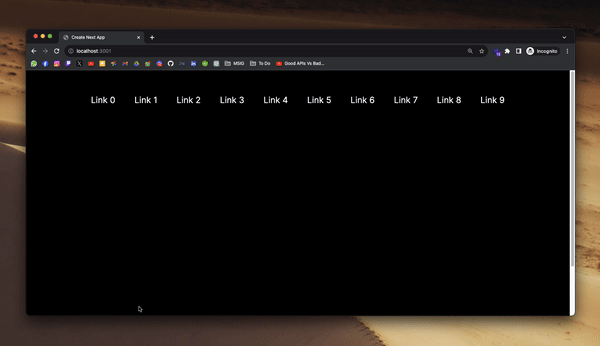 Create Next App
localhost:3001
Incognito
MSIG
To Do
Good APIs Vs Bad...
Link 0 Link 1 Link 2 Link 3 Link 4 Link 5 Link 6 Link 7 Link 8 Link 9